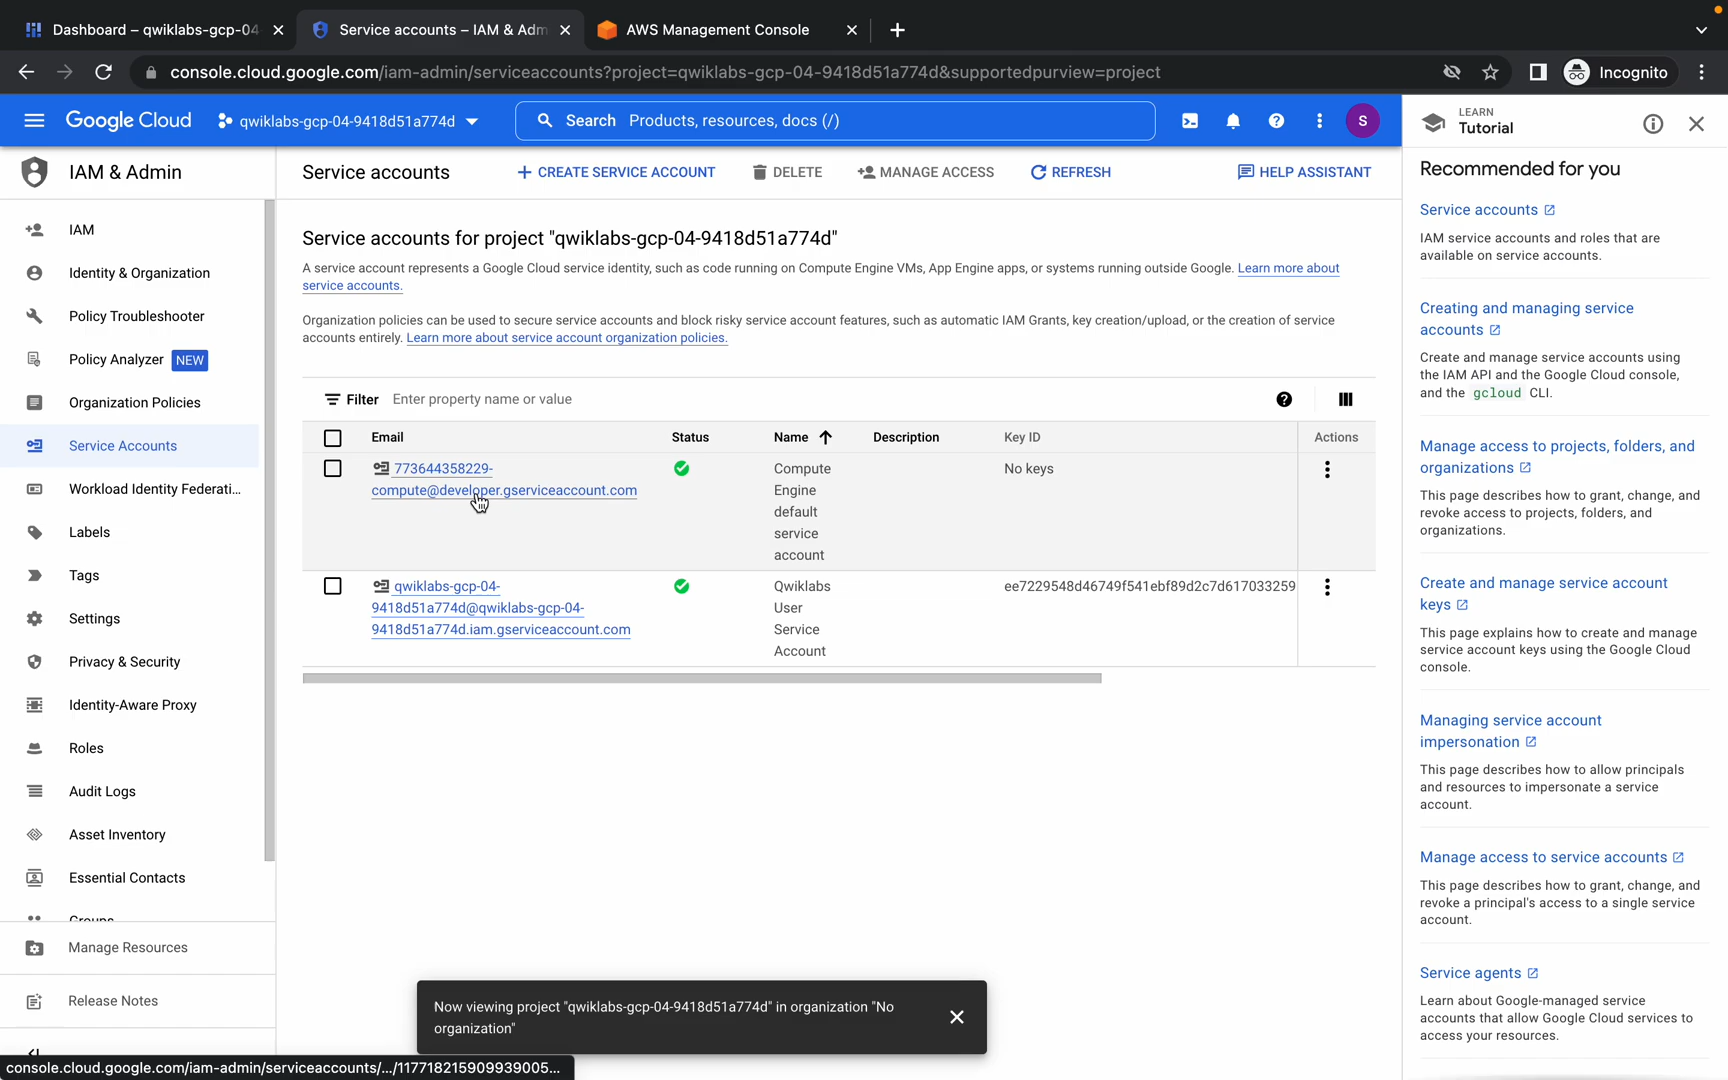 Dashboard – qwiklabs-gcp-04
Service accounts – IAM & Adm
AWS Management Console
console.cloud.google.com/iam-admin/serviceaccounts?project=qwiklabs-gcp-04-9418d51a774d&supportedpurview=project
Incognito
Google Cloud
qwiklabs-gcp-04-9418d51a774d
Search Products, resources, docs (/)
S
LEARN
Tutorial
IAM & Admin
Service accounts
CREATE SERVICE ACCOUNT
DELETE
MANAGE ACCESS
REFRESH
HELP ASSISTANT
IAM
Identity & Organization
Policy Troubleshooter
Policy Analyzer NEW
Organization Policies
Service Accounts
Workload Identity Federati...
Labels
Tags
Settings
Privacy & Security
Identity-Aware Proxy
Roles
Audit Logs
Asset Inventory
Essential Contacts
Groups
Manage Resources
Release Notes
Service accounts for project "qwiklabs-gcp-04-9418d51a774d"
A service account represents a Google Cloud service identity, such as code running on Compute Engine VMs, App Engine apps, or systems running outside Google. Learn more about
service accounts.
Organization policies can be used to secure service accounts and block risky service account features, such as automatic IAM Grants, key creation/upload, or the creation of service
accounts entirely. Learn more about service account organization policies.
Filter Enter property name or value
Email Status Name Description Key ID Actions
773644358229-
compute@developer.gserviceaccount.com
Compute
Engine
default
service
account
No keys
qwiklabs-gcp-04-
9418d51a774d@qwiklabs-gcp-04-
9418d51a774d.iam.gserviceaccount.com
Qwiklabs
User
Service
Account
ee7229548d46749f541ebf89d2c7d617033259
Now viewing project "qwiklabs-gcp-04-9418d51a774d" in organization "No
organization"
console.cloud.google.com/iam-admin/serviceaccounts/.../117718215909939005...
Recommended for you
Service accounts
IAM service accounts and roles that are
available on service accounts.
Creating and managing service
accounts
Create and manage service accounts using
the IAM API and the Google Cloud console,
and the gcloud CLI.
Manage access to projects, folders, and
organizations
This page describes how to grant, change, and
revoke access to projects, folders, and
organizations.
Create and manage service account
keys
This page explains how to create and manage
service account keys using the Google Cloud
console.
Managing service account
impersonation
This page describes how to allow principals
and resources to impersonate a service
account.
Manage access to service accounts
This page describes how to grant, change, and
revoke a principal's access to a single service
account.
Service agents
Learn about Google-managed service
accounts that allow Google Cloud services to
access your resources.